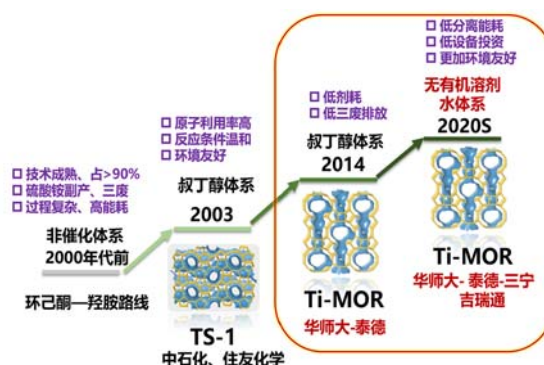 技术成熟、占>90%
硫酸铵副产、三废
过程复杂、高能耗
非催化体系
2000年代前
环己酮—羟胺路线
原子利用率高
反应条件温和
环境友好
叔丁醇体系
2003
TS-1
中石化、住友化学
低剂耗
低三废排放
叔丁醇体系
2014
Ti-MOR
华师大-泰德
低分离能耗
低设备投资
更加环境友好
无有机溶剂
水体系
2020S
Ti-MOR
华师大- 泰德-三宁
吉瑞通